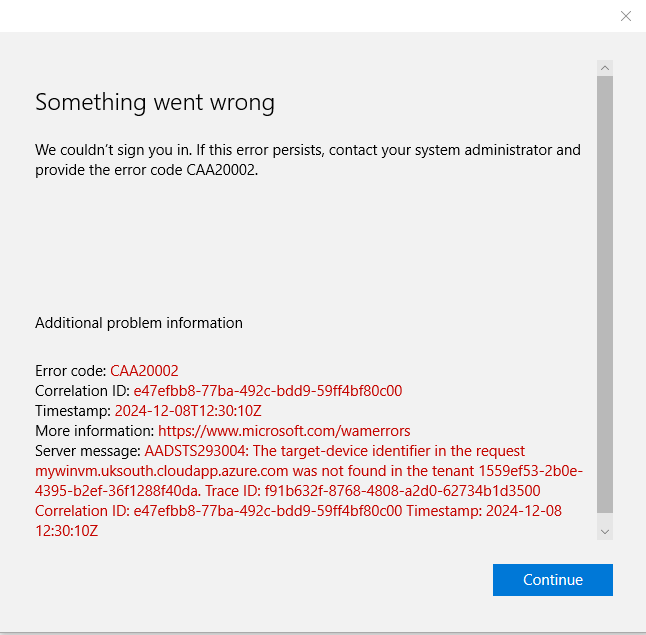 Something went wrong
We couldn't sign you in. If this error persists, contact your system administrator and
provide the error code CAA20002.
Additional problem information
Error code: CAA20002
Correlation ID: e47efbb8-77ba-492c-bdd9-59ff4bf80c00
Timestamp: 2024-12-08T12:30:10Z
More information: https://www.microsoft.com/wamerrors
Server message: AADSTS293004: The target-device identifier in the request
mywinvm.uksouth.cloudapp.azure.com was not found in the tenant 1559ef53-2b0e-
4395-b2ef-36f1288f40da. Trace ID: f91b632f-8768-4808-a2d0-62734b1d3500
Correlation ID: e47efbb8-77ba-492c-bdd9-59ff4bf80c00 Timestamp: 2024-12-08
12:30:10Z
Continue